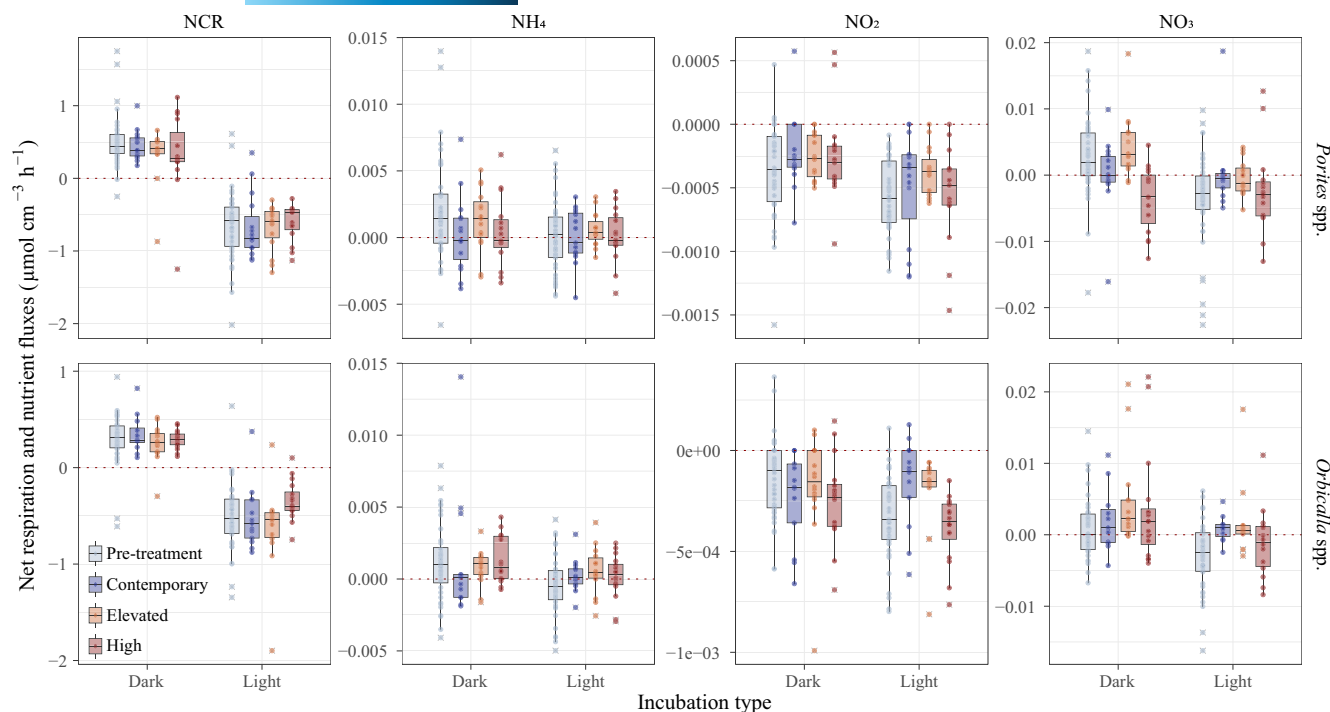 NCR NH₄ NO₂ NO₃
0.015 0.02
1 0.010 0.0005 0.01
0 0.005 0.0000 0.00
−1 0.000 −0.0005 −0.01
−2 −0.005 −0.0010 −0.02
−0.0015
Porites spp.
1 0.015 0.02
0 0.010 0e+00 0.01
−1 0.005 −5e−04 0.00
−2 0.000 −1e−03 −0.01
−0.005
Orbicalla spp.
Net respiration and nutrient fluxes (µmol cm⁻³ h⁻¹)
Pre-treatment
Contemporary
Elevated
High
Dark Light Dark Light Dark Light Dark Light
Incubation type